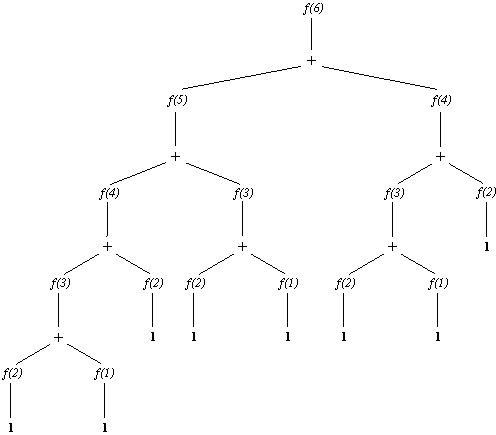 f(6)
+
f(5) f(4)
+ +
f(4) f(3) f(3) f(2)
+ + + 1
f(3) f(2) f(2) f(1) f(2) f(1)
+ 1 1 1 1 1
f(2) f(1)
1 1